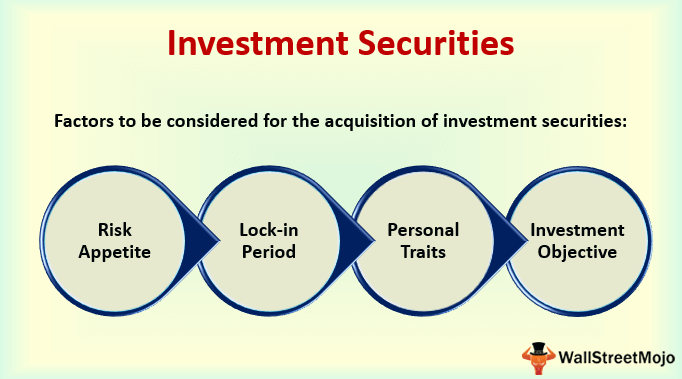 Investment Securities
Factors to be considered for the acquisition of investment securities:
Risk
Appetite
Lock-in
Period
Personal
Traits
Investment
Objective
WallStreetMojo